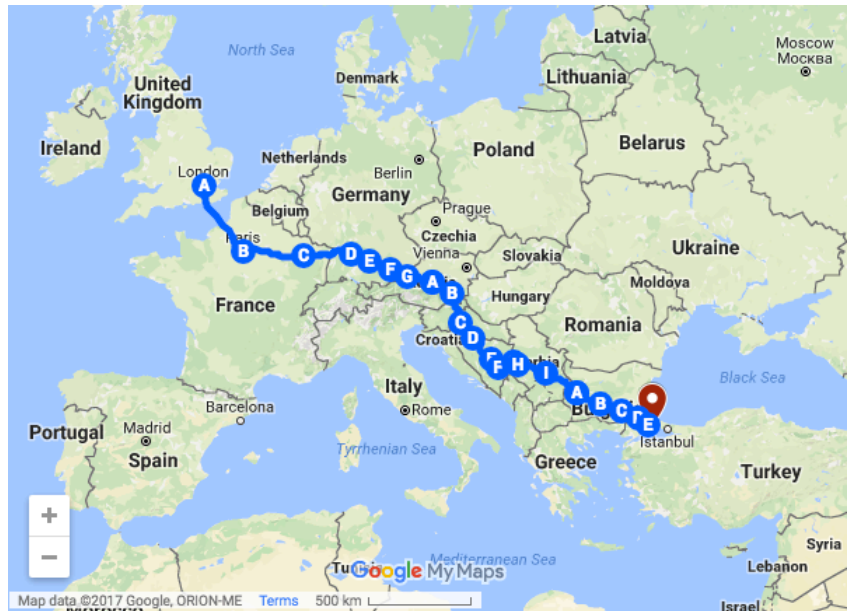 North Sea
Latvia
Moscow
Москва
Denmark
Lithuania
United
Kingdom
Belarus
Ireland
Netherlands
Berlin
Poland
London
A
Germany
Belgium
Prague
Czechia
Ukraine
Paris
B
C
D
E
F
G
A
B
Vienna
Slovakia
Moldova
France
Hungary
Romania
C
D
Croatia
F
H
I
A
B
C
E
Italy
Rome
Black Sea
Barcelona
Portugal
Madrid
Spain
Istanbul
Tyrrhenian Sea
Greece
Turkey
Syria
Mediterranean Sea
Lebanon
Google My Maps
Israel
+
−
Map data ©2017 Google, ORION-ME Terms 500 km